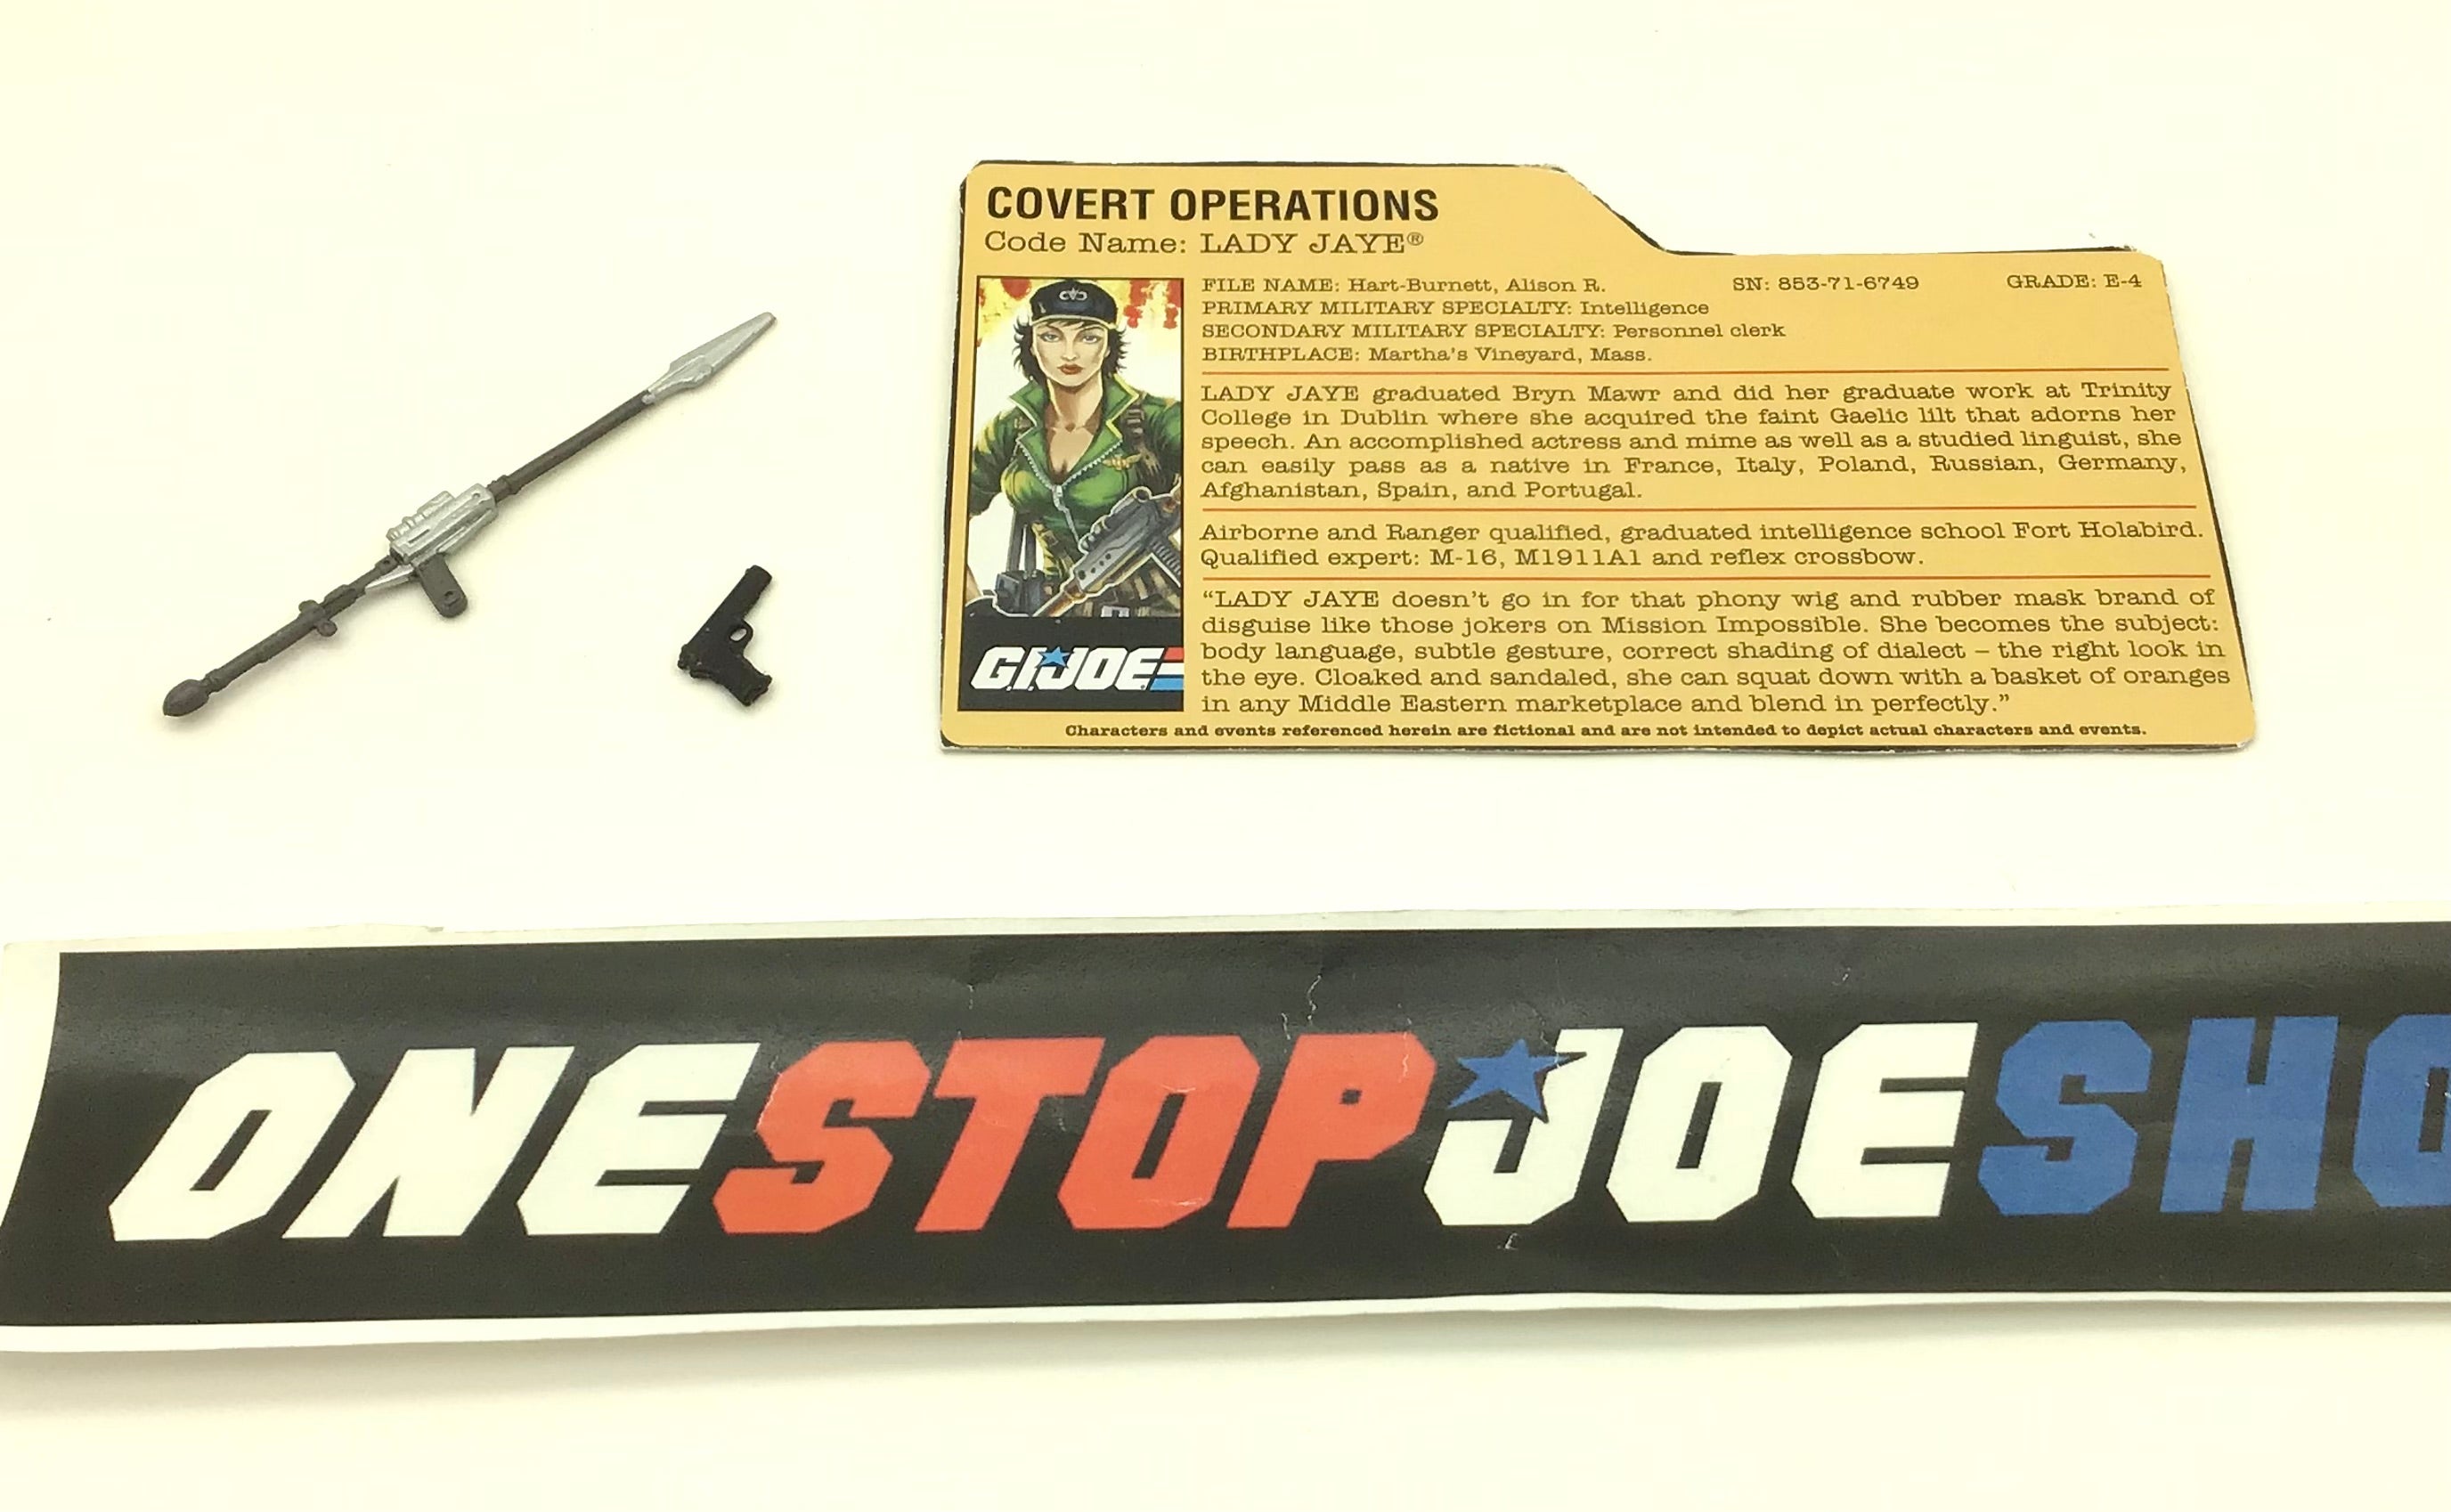 COVERT OPERATIONS
Code Name: LADY JAYE®
FILE NAME: Hart-Burnett, Alison R. SN: 853-71-6749 GRADE: E-4
PRIMARY MILITARY SPECIALTY: Intelligence
SECONDARY MILITARY SPECIALTY: Personnel clerk
BIRTHPLACE: Martha's Vineyard, Mass.
LADY JAYE graduated Bryn Mawr and did her graduate work at Trinity
College in Dublin where she acquired the faint Gaelic lilt that adorns her
speech. An accomplished actress and mime as well as a studied linguist, she
can easily pass as a native in France, Italy, Poland, Russian, Germany,
Afghanistan, Spain, and Portugal.
Airborne and Ranger qualified, graduated intelligence school Fort Holabird.
Qualified expert: M-16, M1911A1 and reflex crossbow.
“LADY JAYE doesn't go in for that phony wig and rubber mask brand of
disguise like those jokers on Mission Impossible. She becomes the subject:
body language, subtle gesture, correct shading of dialect – the right look in
the eye. Cloaked and sandaled, she can squat down with a basket of oranges
in any Middle Eastern marketplace and blend in perfectly.”
GI JOE
Characters and events referenced herein are fictional and are not intended to depict actual characters and events.
ONESTOPJOESHO